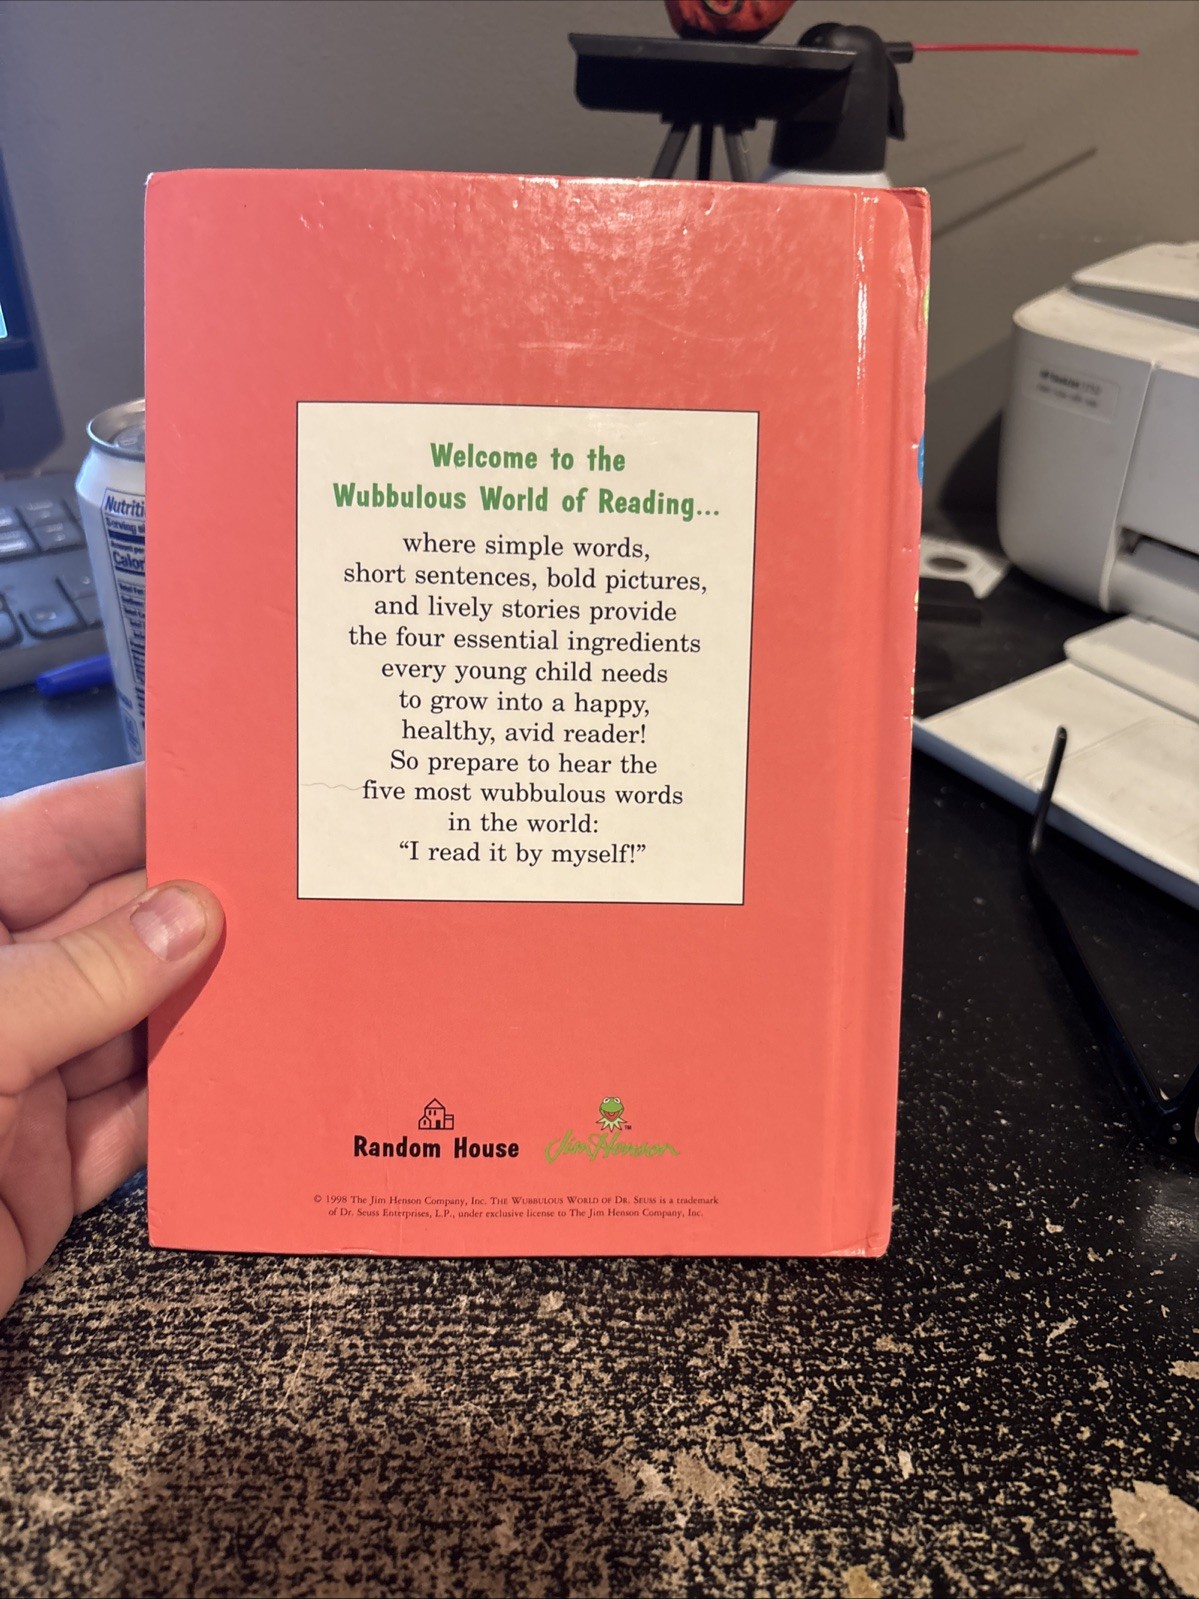 Welcome to the
Wubbulous World of Reading...
where simple words,
short sentences, bold pictures,
and lively stories provide
the four essential ingredients
every young child needs
to grow into a happy,
healthy, avid reader!
So prepare to hear the
five most wubbulous words
in the world:
“I read it by myself!”
Random House
Jim Henson
TM
© 1998 The Jim Henson Company, Inc. THE WUBBULOUS WORLD OF DR. SEUSS is a trademark
of Dr. Seuss Enterprises, L.P., under exclusive license to The Jim Henson Company, Inc.
Nutriti
Calor